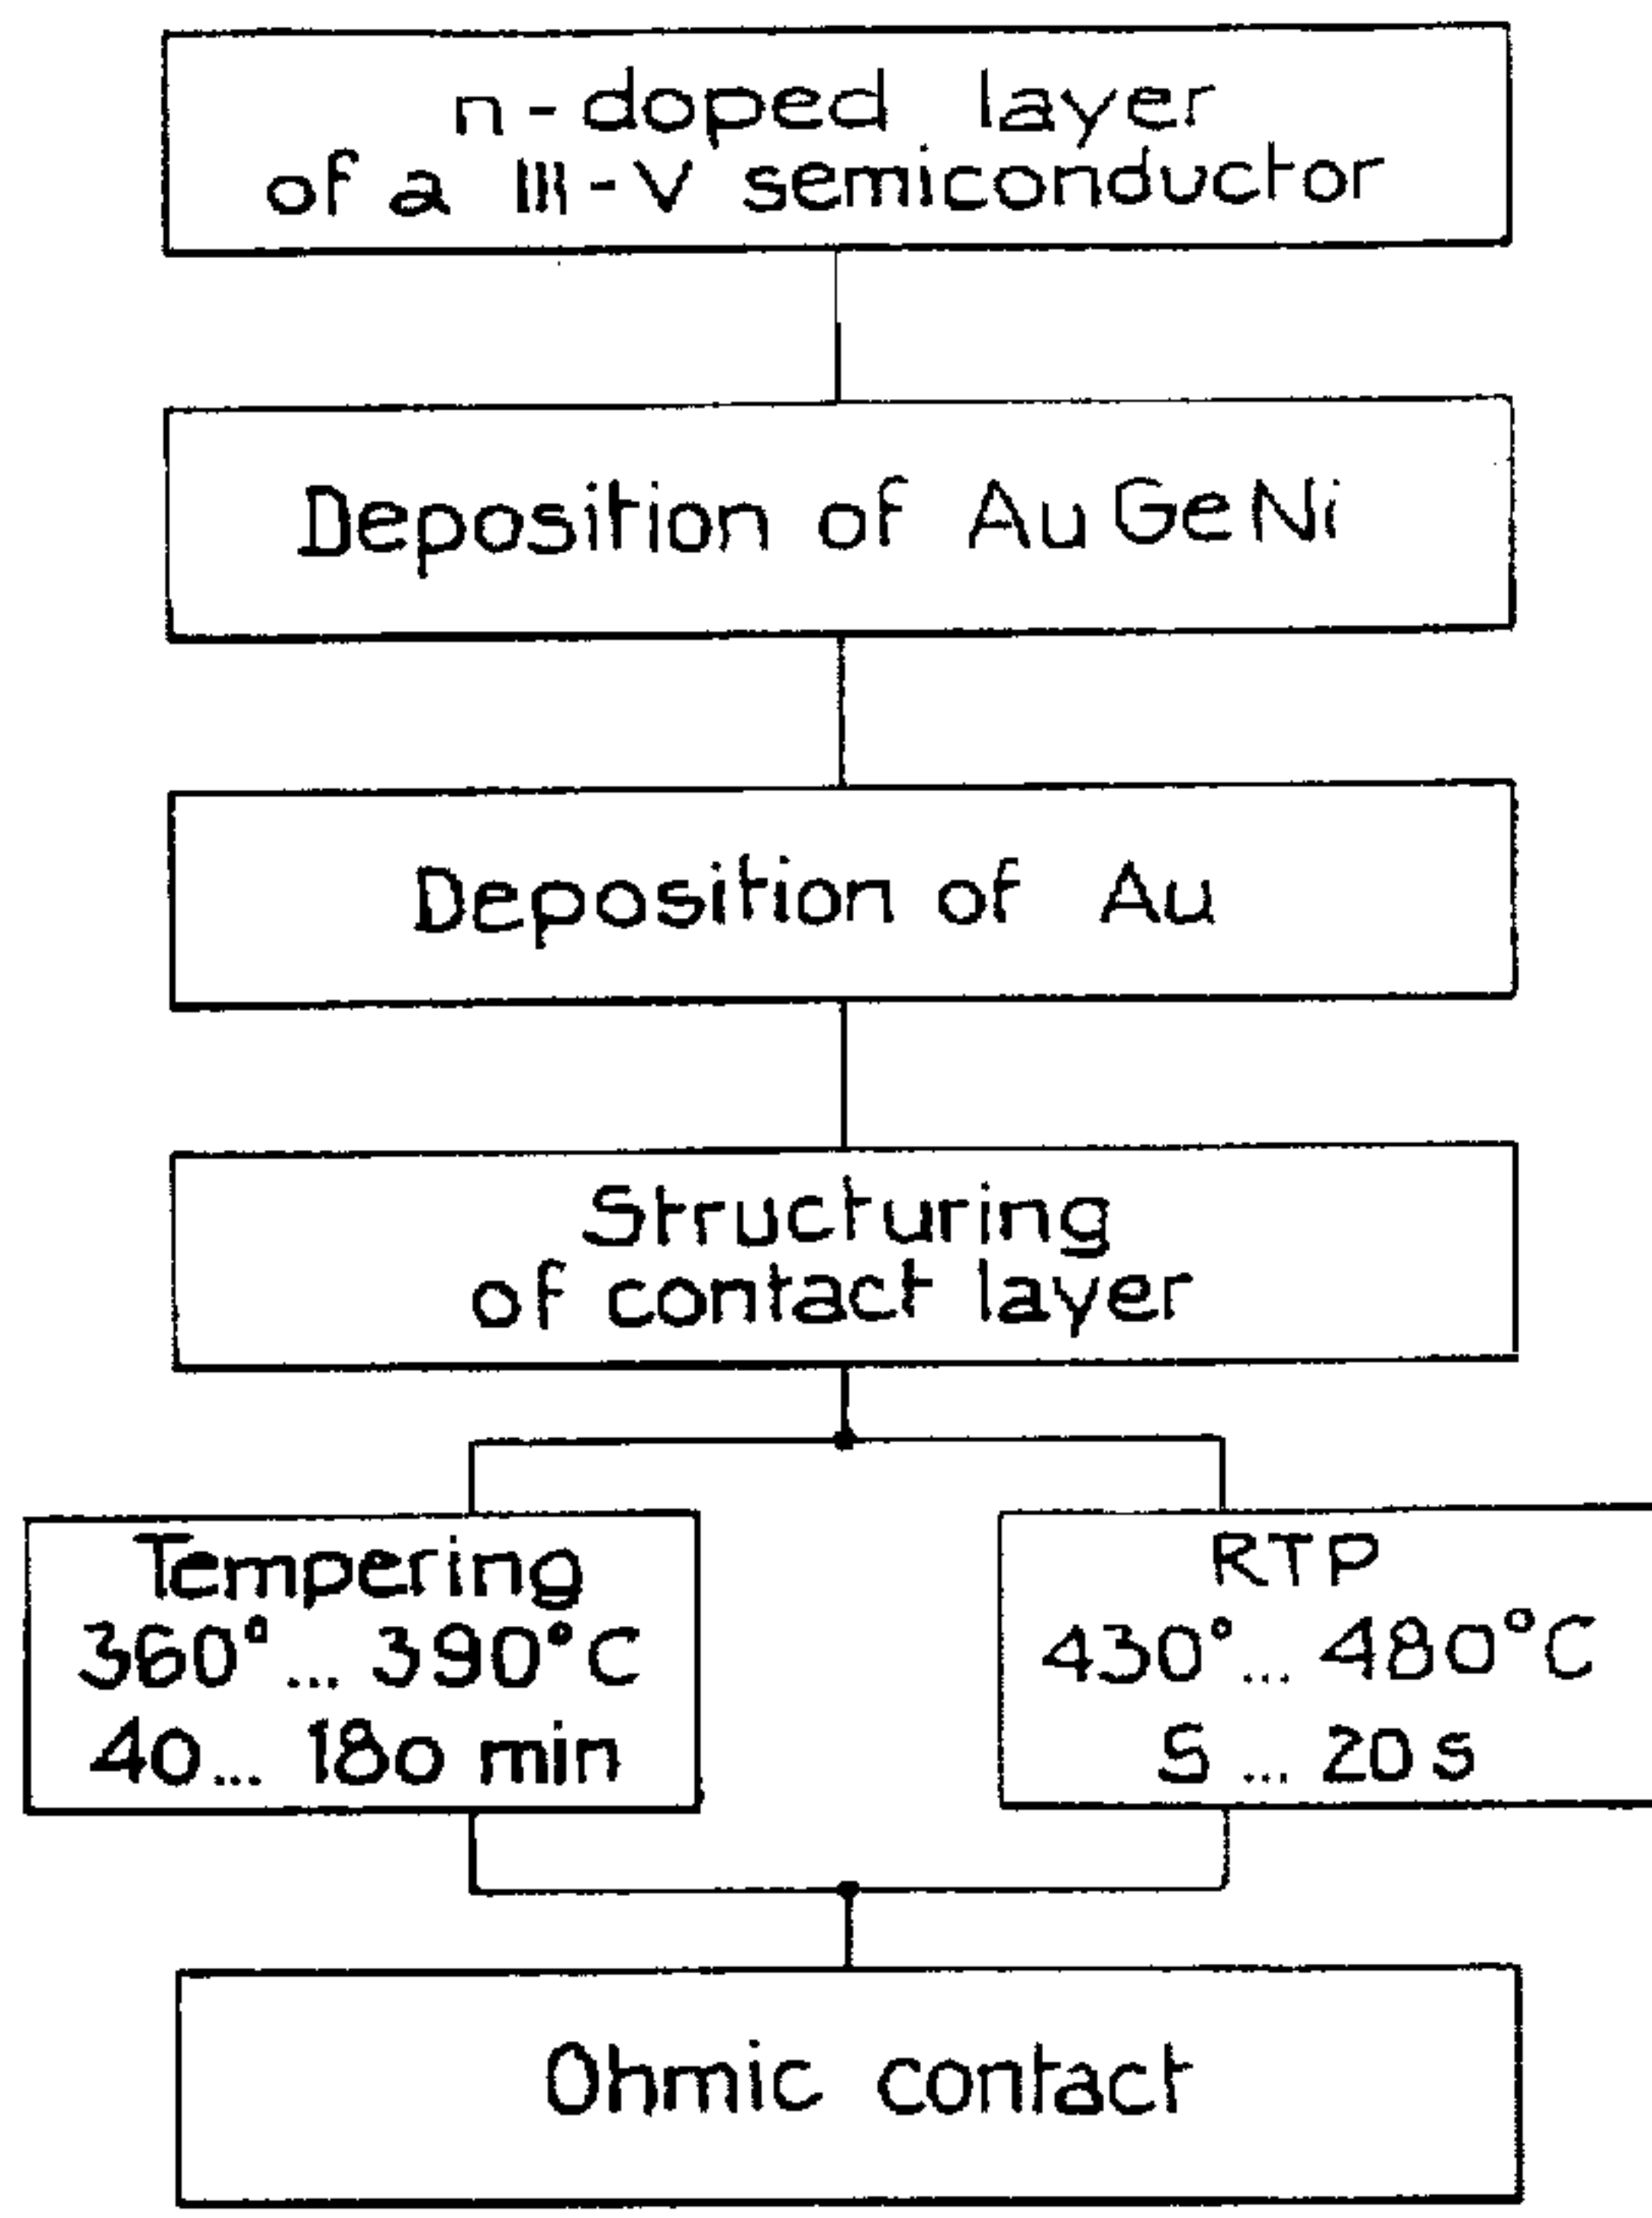 n-doped layer
of a III-V semiconductor
Deposition of AuGeNi
Deposition of Au
Structuring
of contact layer
Tempering
360° ... 390°C
40 ... 180 min
RTP
430° ... 480°C
5 ... 20 s
Ohmic contact